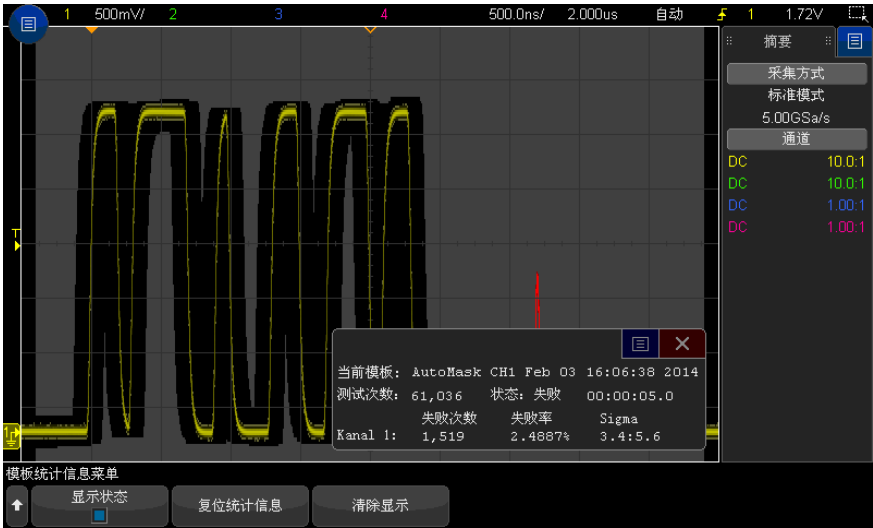 1 500mV/ 2 3 4 500.0ns/ 2.000us 自动 1 1.72V
摘要
采集方式
标准模式
5.00GSa/s
通道
DC 10.0:1
DC 10.0:1
DC 1.00:1
DC 1.00:1
T
1
当前模板: AutoMask CH1 Feb 03 16:06:38 2014
测试次数: 61,036 状态: 失败 00:00:05.0
失败次数 失败率 Sigma
Kanal 1: 1,519 2.4887% 3.4:5.6
模板统计信息菜单
显示状态 复位统计信息 清除显示